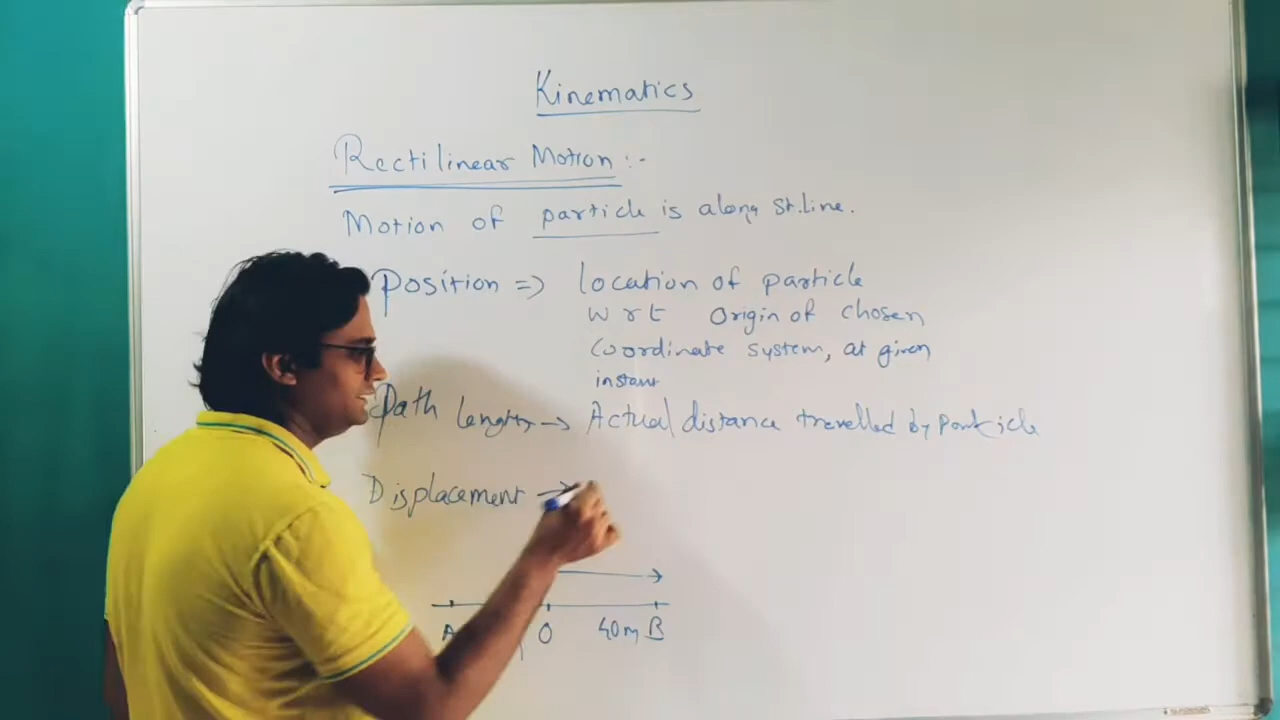 Kinematics
Rectilinear Motion :-
Motion of particle is along St. line.
Position => location of particle
w r t origin of chosen
coordinate system, at given
instant
Path length → Actual distance travelled by particle
Displacement →
A O 40m B